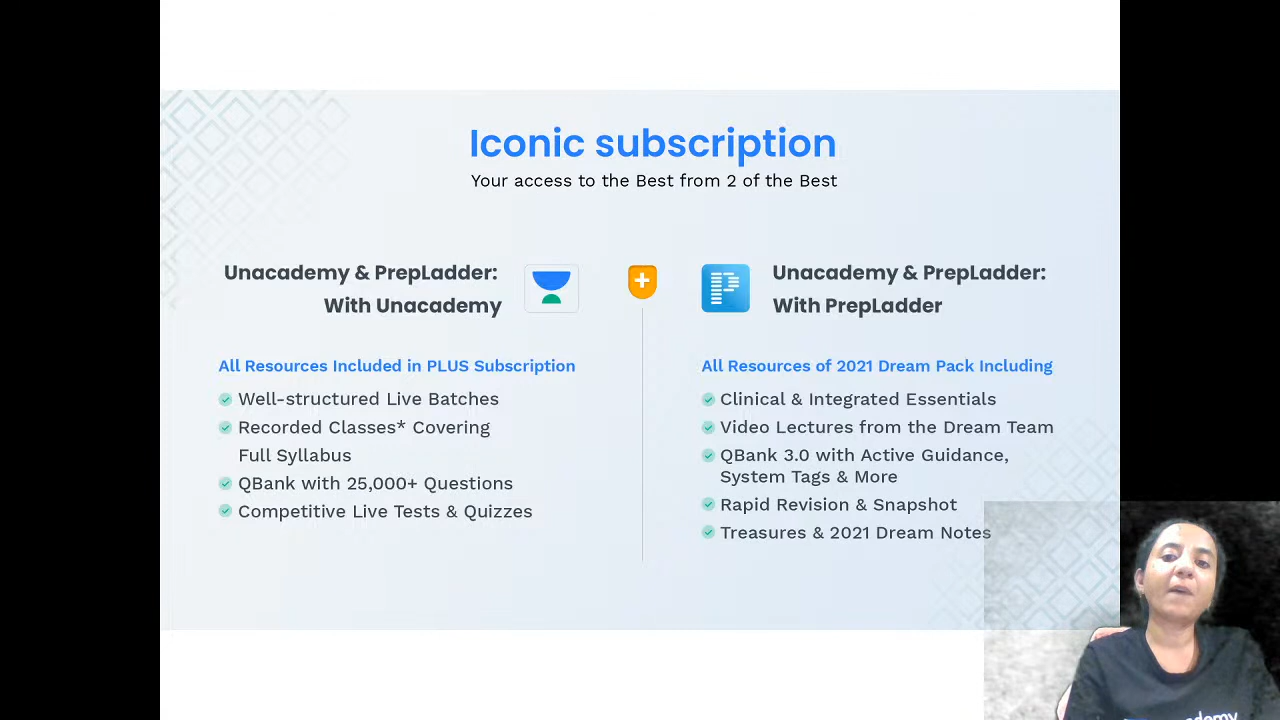 Iconic subscription
Your access to the Best from 2 of the Best
Unacademy & PrepLadder:
With Unacademy
All Resources Included in PLUS Subscription
Well-structured Live Batches
Recorded Classes* Covering
Full Syllabus
QBank with 25,000+ Questions
Competitive Live Tests & Quizzes
Unacademy & PrepLadder:
With PrepLadder
All Resources of 2021 Dream Pack Including
Clinical & Integrated Essentials
Video Lectures from the Dream Team
QBank 3.0 with Active Guidance,
System Tags & More
Rapid Revision & Snapshot
Treasures & 2021 Dream Notes